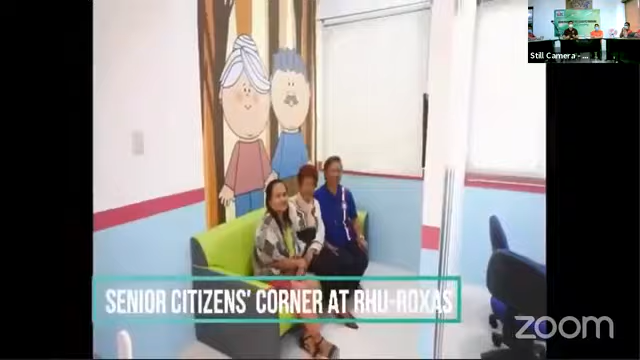 Still Camera - ...
SENIOR CITIZENS' CORNER AT RHU-ROXAS
zoom